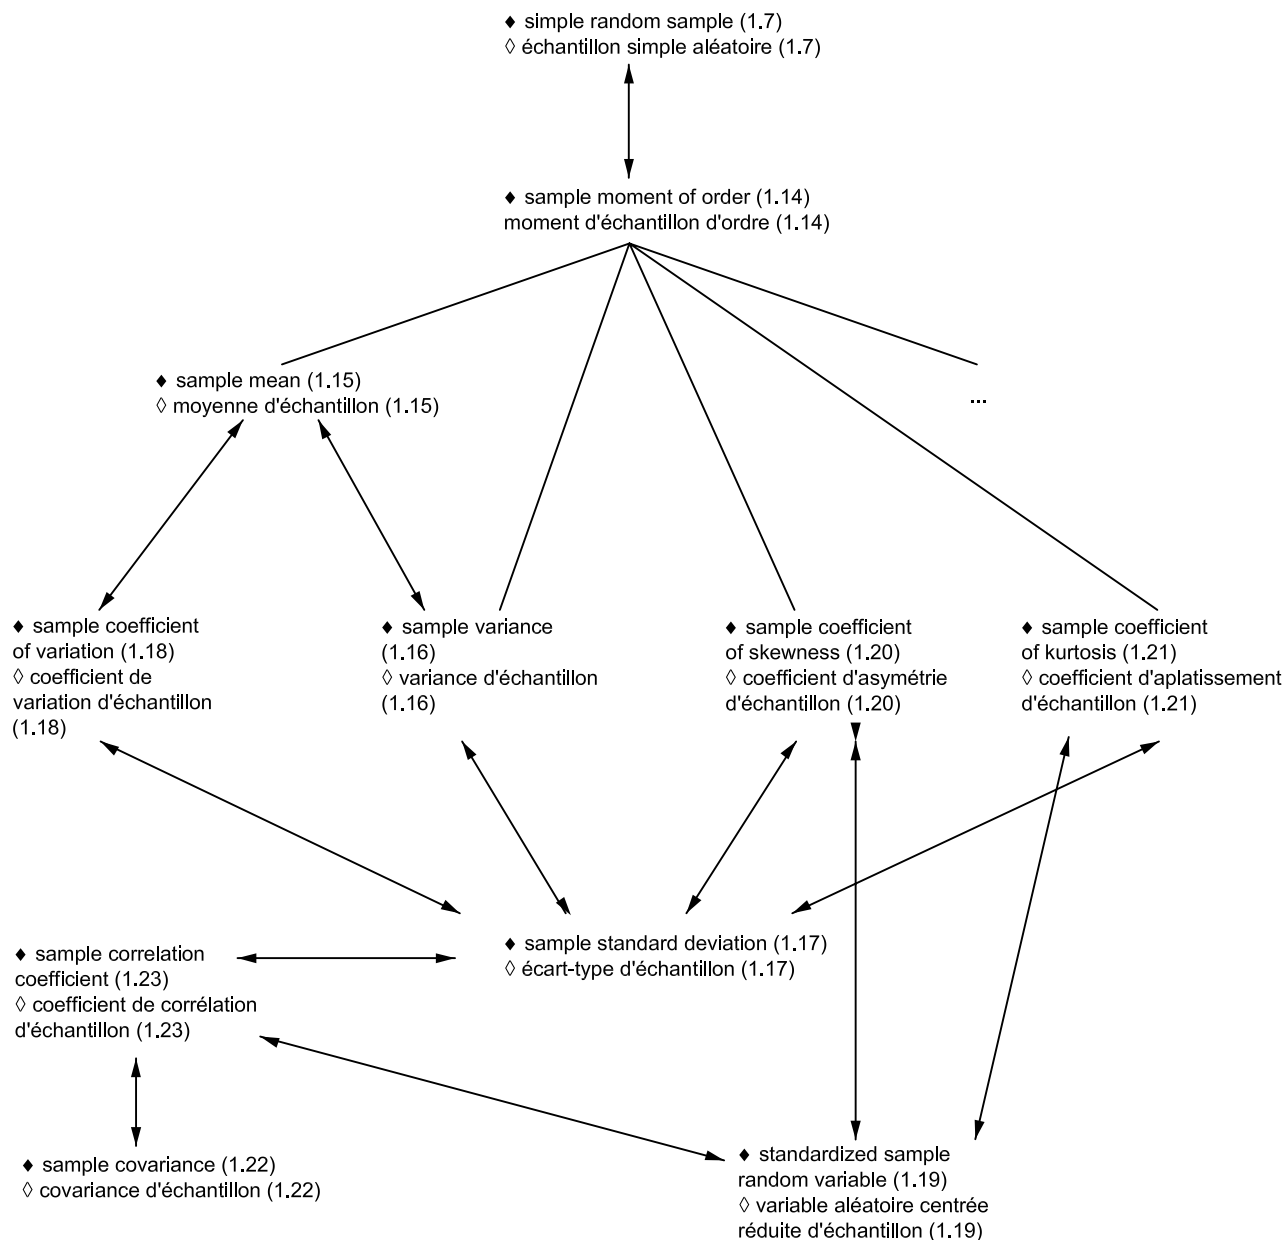 ♦ simple random sample (1.7)
◊ échantillon simple aléatoire (1.7)
♦ sample moment of order (1.14)
moment d'échantillon d'ordre (1.14)
♦ sample mean (1.15)
◊ moyenne d'échantillon (1.15)
...
♦ sample coefficient
of variation (1.18)
◊ coefficient de
variation d'échantillon
(1.18)
♦ sample variance
(1.16)
◊ variance d'échantillon
(1.16)
♦ sample coefficient
of skewness (1.20)
◊ coefficient d'asymétrie
d'échantillon (1.20)
♦ sample coefficient
of kurtosis (1.21)
◊ coefficient d'aplatissement
d'échantillon (1.21)
♦ sample standard deviation (1.17)
◊ écart-type d'échantillon (1.17)
♦ sample correlation
coefficient (1.23)
◊ coefficient de corrélation
d'échantillon (1.23)
♦ sample covariance (1.22)
◊ covariance d'échantillon (1.22)
♦ standardized sample
random variable (1.19)
◊ variable aléatoire centrée
réduite d'échantillon (1.19)